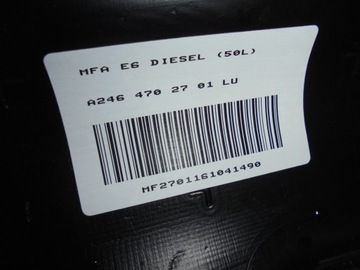 MFA E6 DIESEL (50L)
A246 470 27 01 LU
MF2701161041490